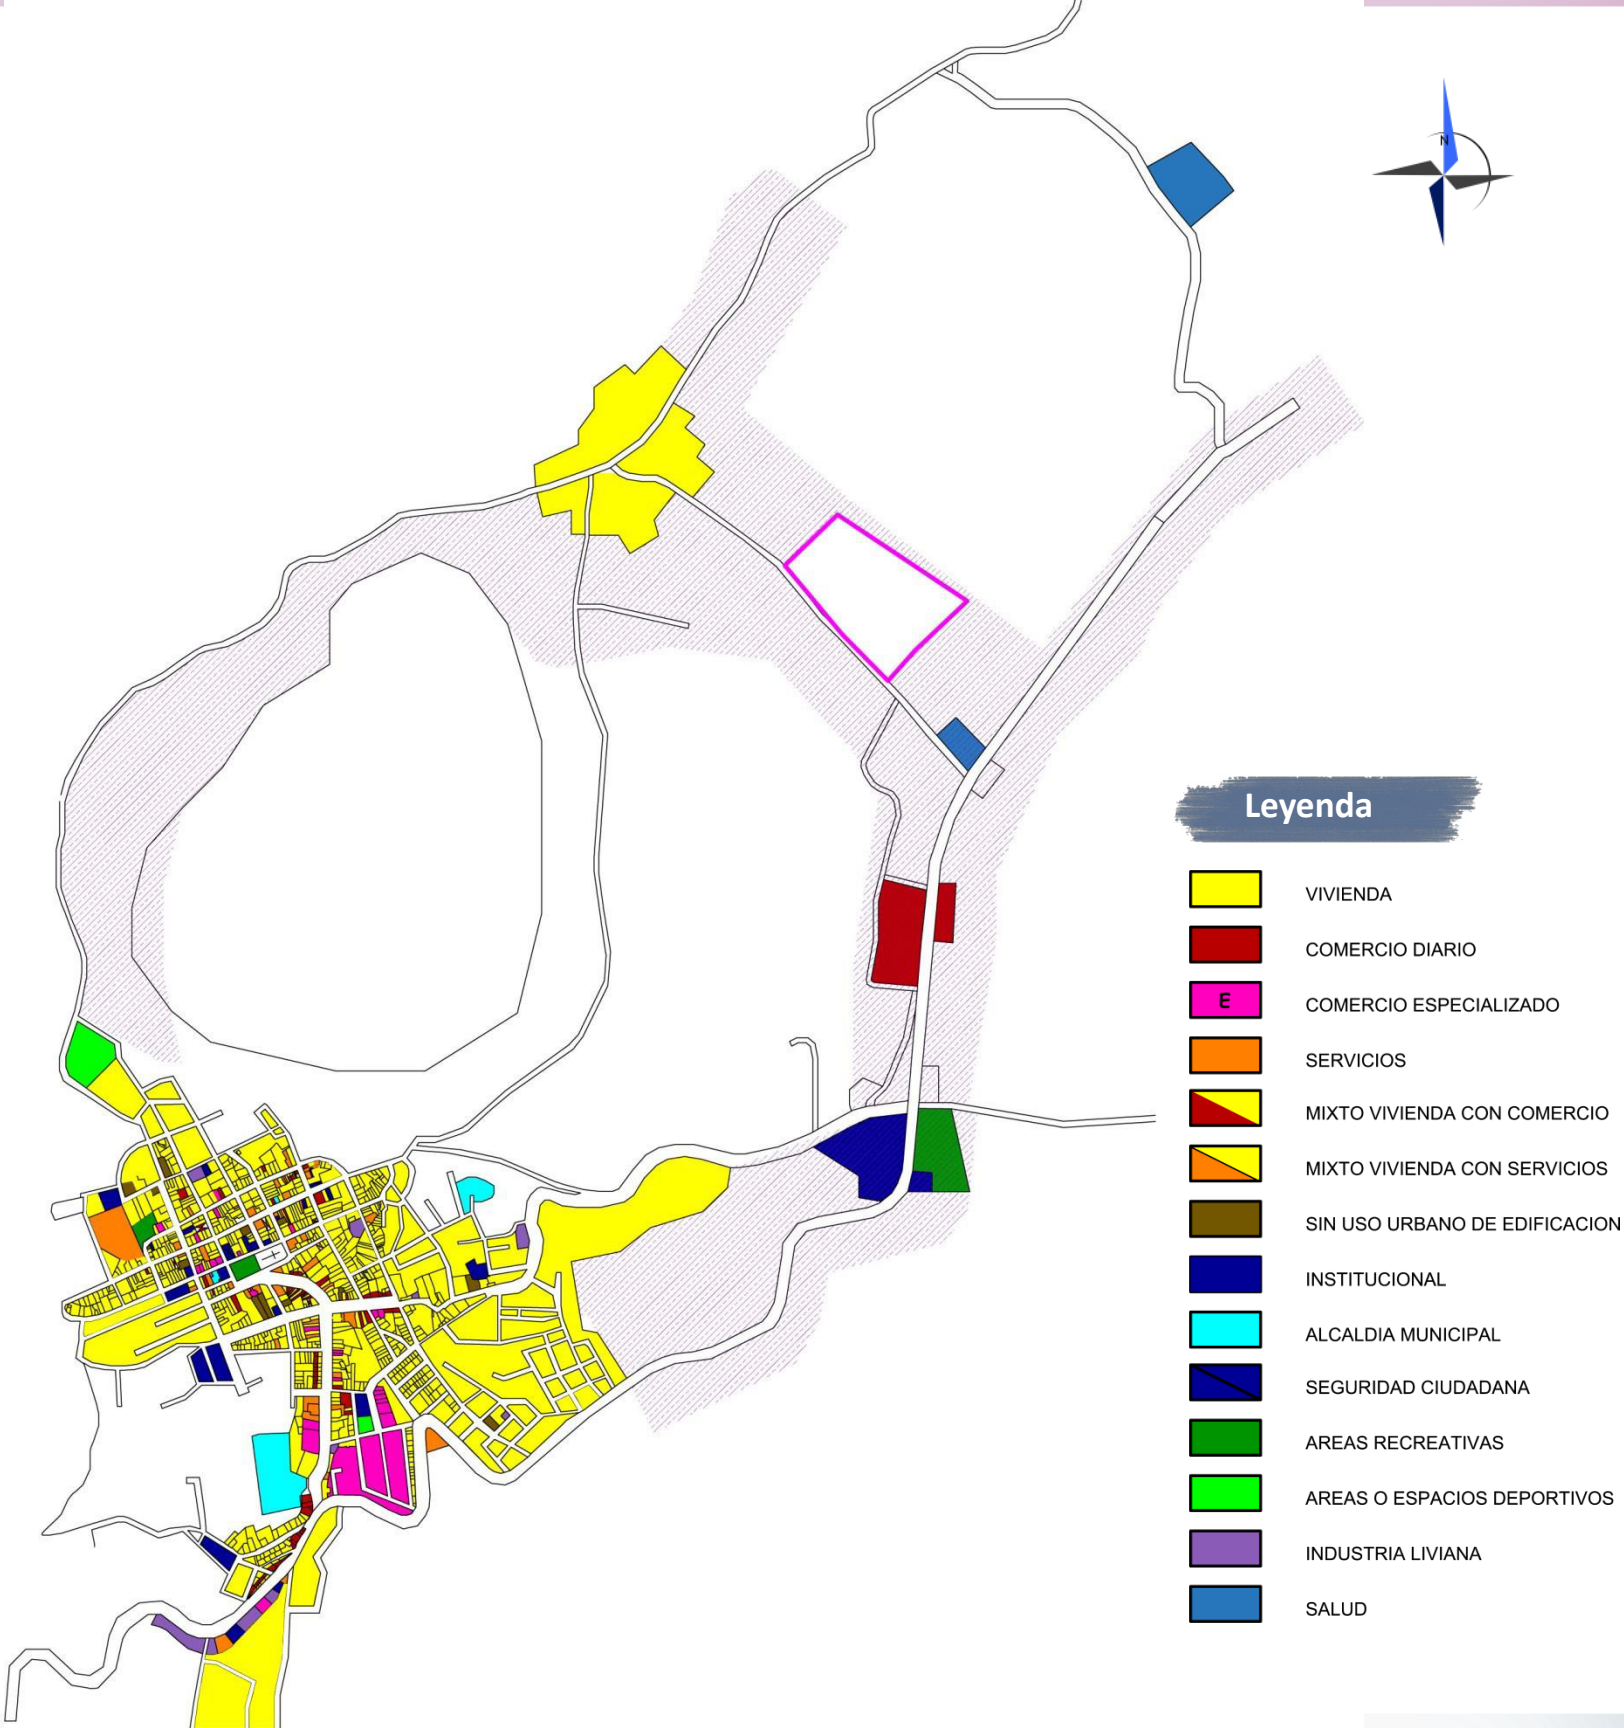 N
Leyenda
VIVIENDA
COMERCIO DIARIO
E COMERCIO ESPECIALIZADO
SERVICIOS
MIXTO VIVIENDA CON COMERCIO
MIXTO VIVIENDA CON SERVICIOS
SIN USO URBANO DE EDIFICACION
INSTITUCIONAL
ALCALDIA MUNICIPAL
SEGURIDAD CIUDADANA
AREAS RECREATIVAS
AREAS O ESPACIOS DEPORTIVOS
INDUSTRIA LIVIANA
SALUD